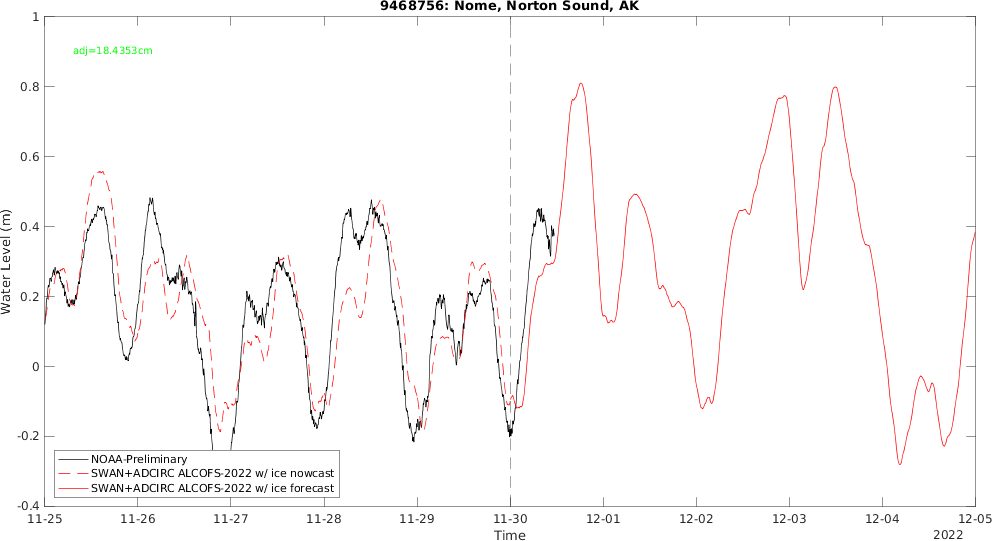 9468756: Nome, Norton Sound, AK
1
adj=18.4353cm
0.8
0.6
0.4
0.2
0
-0.2
-0.4
Water Level (m)
NOAA-Preliminary
SWAN+ADCIRC ALCOFS-2022 w/ ice nowcast
SWAN+ADCIRC ALCOFS-2022 w/ ice forecast
11-25 11-26 11-27 11-28 11-29 11-30 12-01 12-02 12-03 12-04 12-05
Time
2022